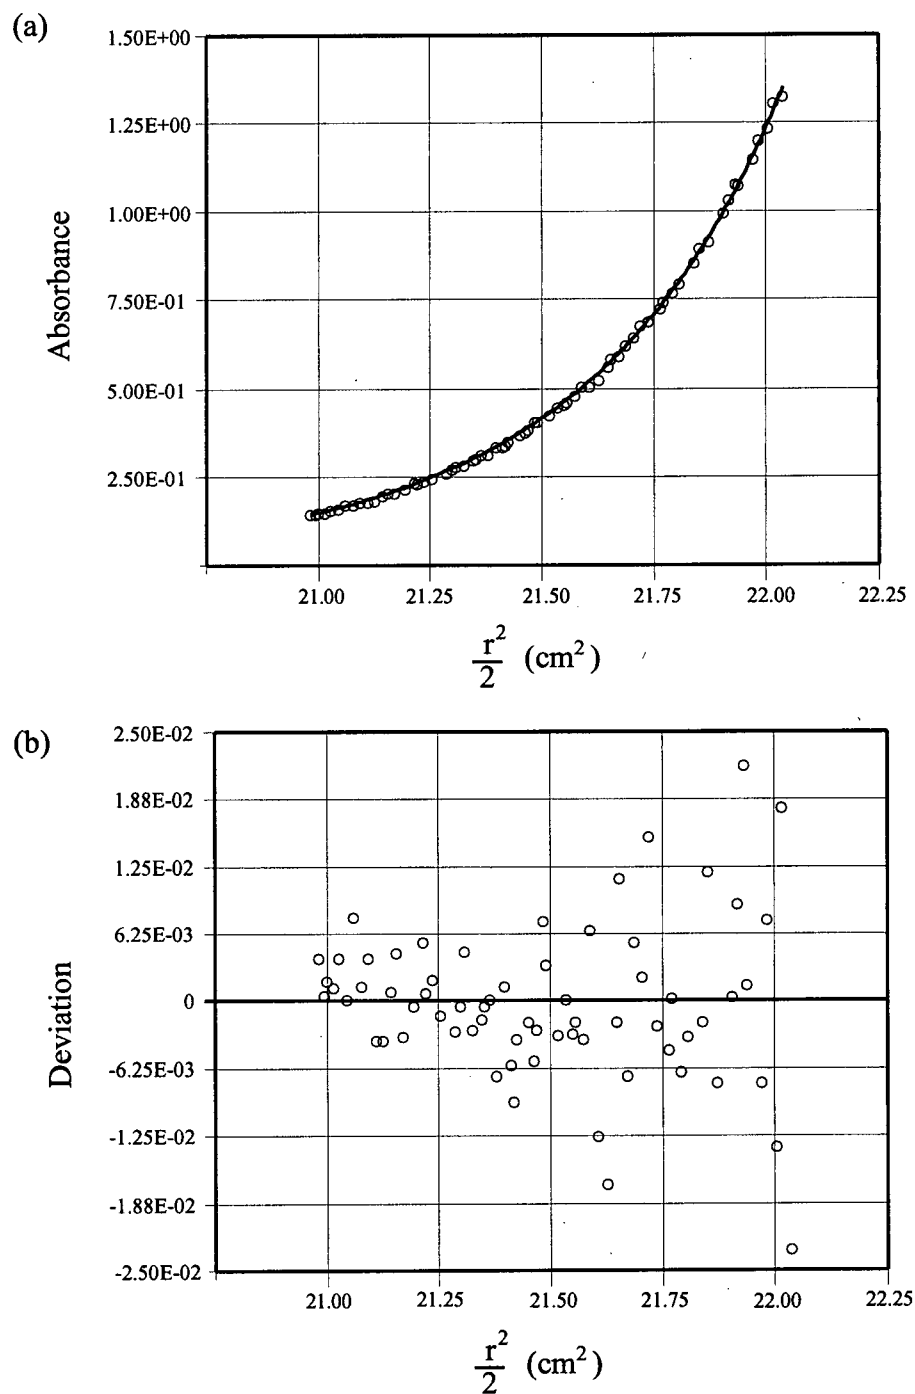 (a)
1.50E+00
1.25E+00
1.00E+00
7.50E-01
5.00E-01
2.50E-01
Absorbance
21.00 21.25 21.50 21.75 22.00 22.25
r²/2 (cm²)
(b)
2.50E-02
1.88E-02
1.25E-02
6.25E-03
0
-6.25E-03
-1.25E-02
-1.88E-02
-2.50E-02
Deviation
21.00 21.25 21.50 21.75 22.00 22.25
r²/2 (cm²)